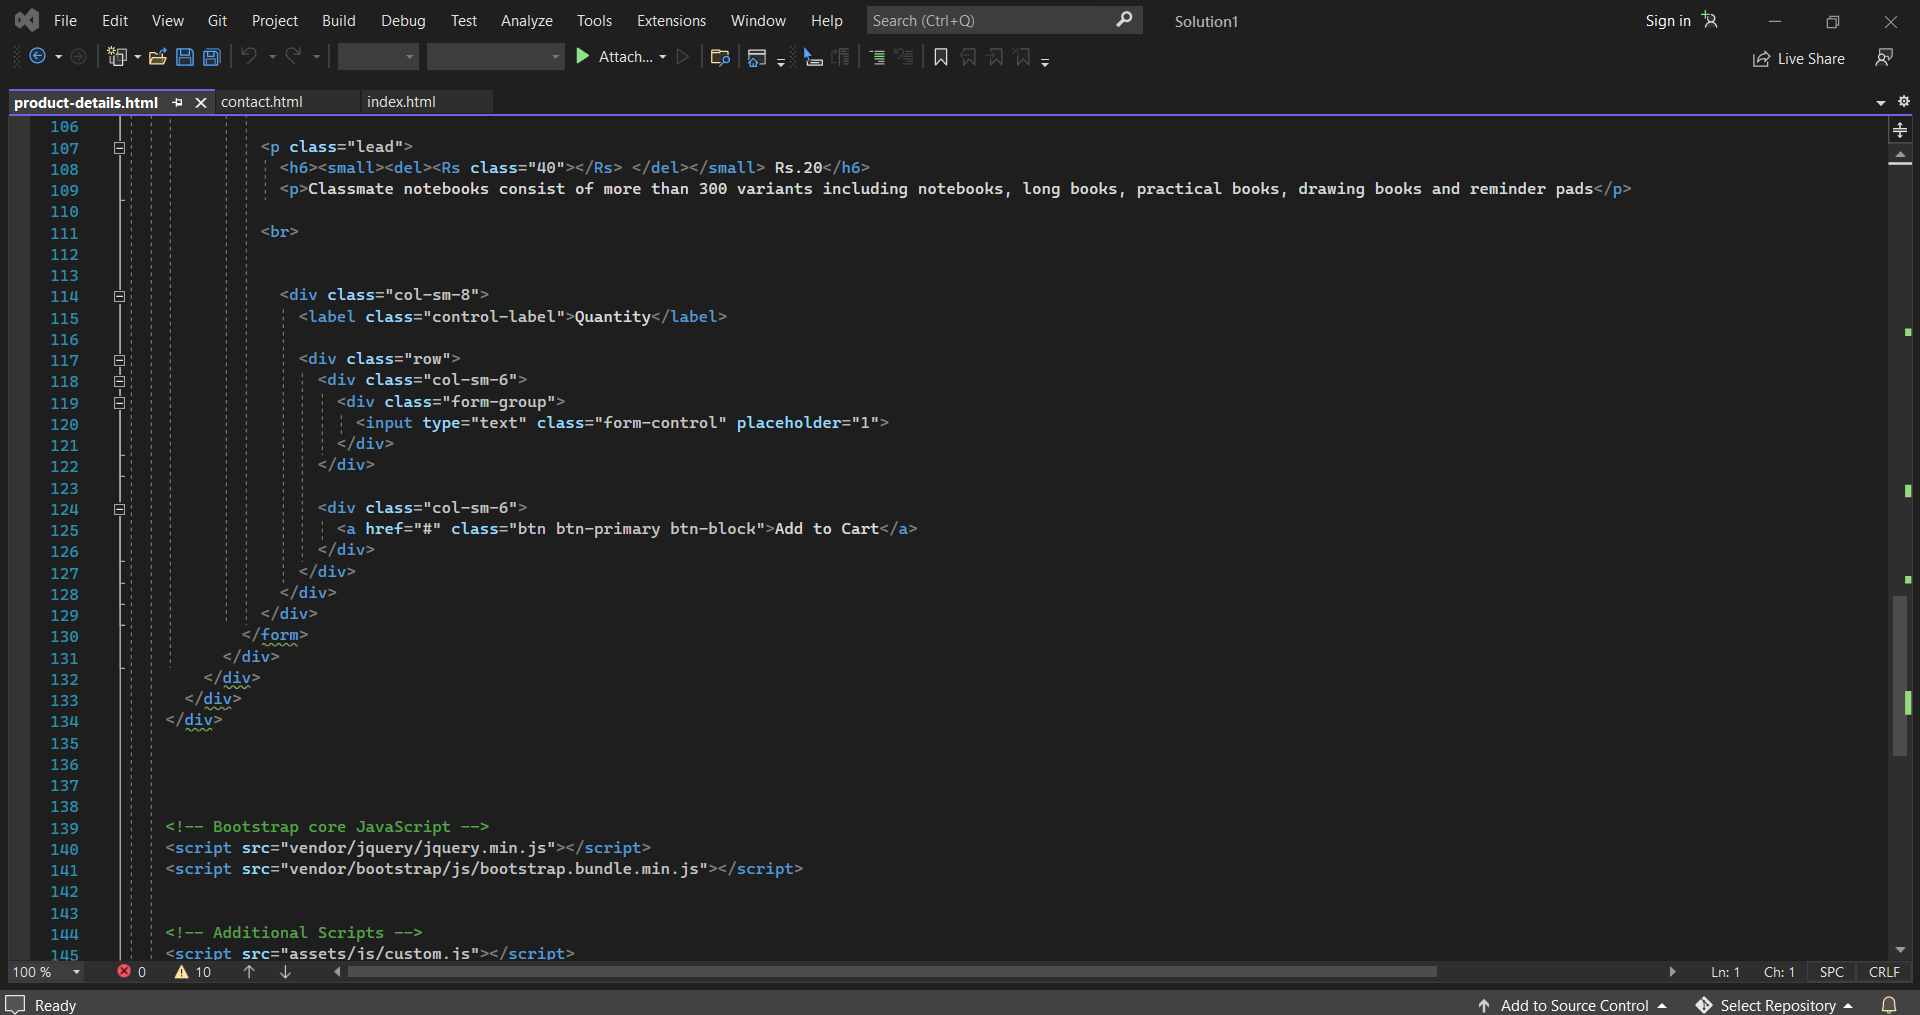 File Edit View Git Project Build Debug Test Analyze Tools Extensions Window Help Search (Ctrl+Q) Solution1 Sign in
Attach... Live Share
product-details.html contact.html index.html
106
107 <p class="lead">
108 <h6><small><del><Rs class="40"></Rs> </del></small> Rs.20</h6>
109 <p>Classmate notebooks consist of more than 300 variants including notebooks, long books, practical books, drawing books and reminder pads</p>
110
111 <br>
112
113
114 <div class="col-sm-8">
115 <label class="control-label">Quantity</label>
116
117 <div class="row">
118 <div class="col-sm-6">
119 <div class="form-group">
120 <input type="text" class="form-control" placeholder="1">
121 </div>
122 </div>
123
124 <div class="col-sm-6">
125 <a href="#" class="btn btn-primary btn-block">Add to Cart</a>
126 </div>
127 </div>
128 </div>
129 </div>
130 </form>
131 </div>
132 </div>
133 </div>
134 </div>
135
136
137
138
139 <!-- Bootstrap core JavaScript -->
140 <script src="vendor/jquery/jquery.min.js"></script>
141 <script src="vendor/bootstrap/js/bootstrap.bundle.min.js"></script>
142
143
144 <!-- Additional Scripts -->
145 <script src="assets/js/custom.js"></script>
100 % 0 10 Ln: 1 Ch: 1 SPC CRLF
Ready Add to Source Control Select Repository